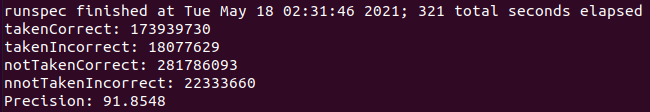 runspec finished at Tue May 18 02:31:46 2021; 321 total seconds elapsed
takenCorrect: 173939730
takenIncorrect: 18077629
notTakenCorrect: 281786093
nnotTakenIncorrect: 22333660
Precision: 91.8548